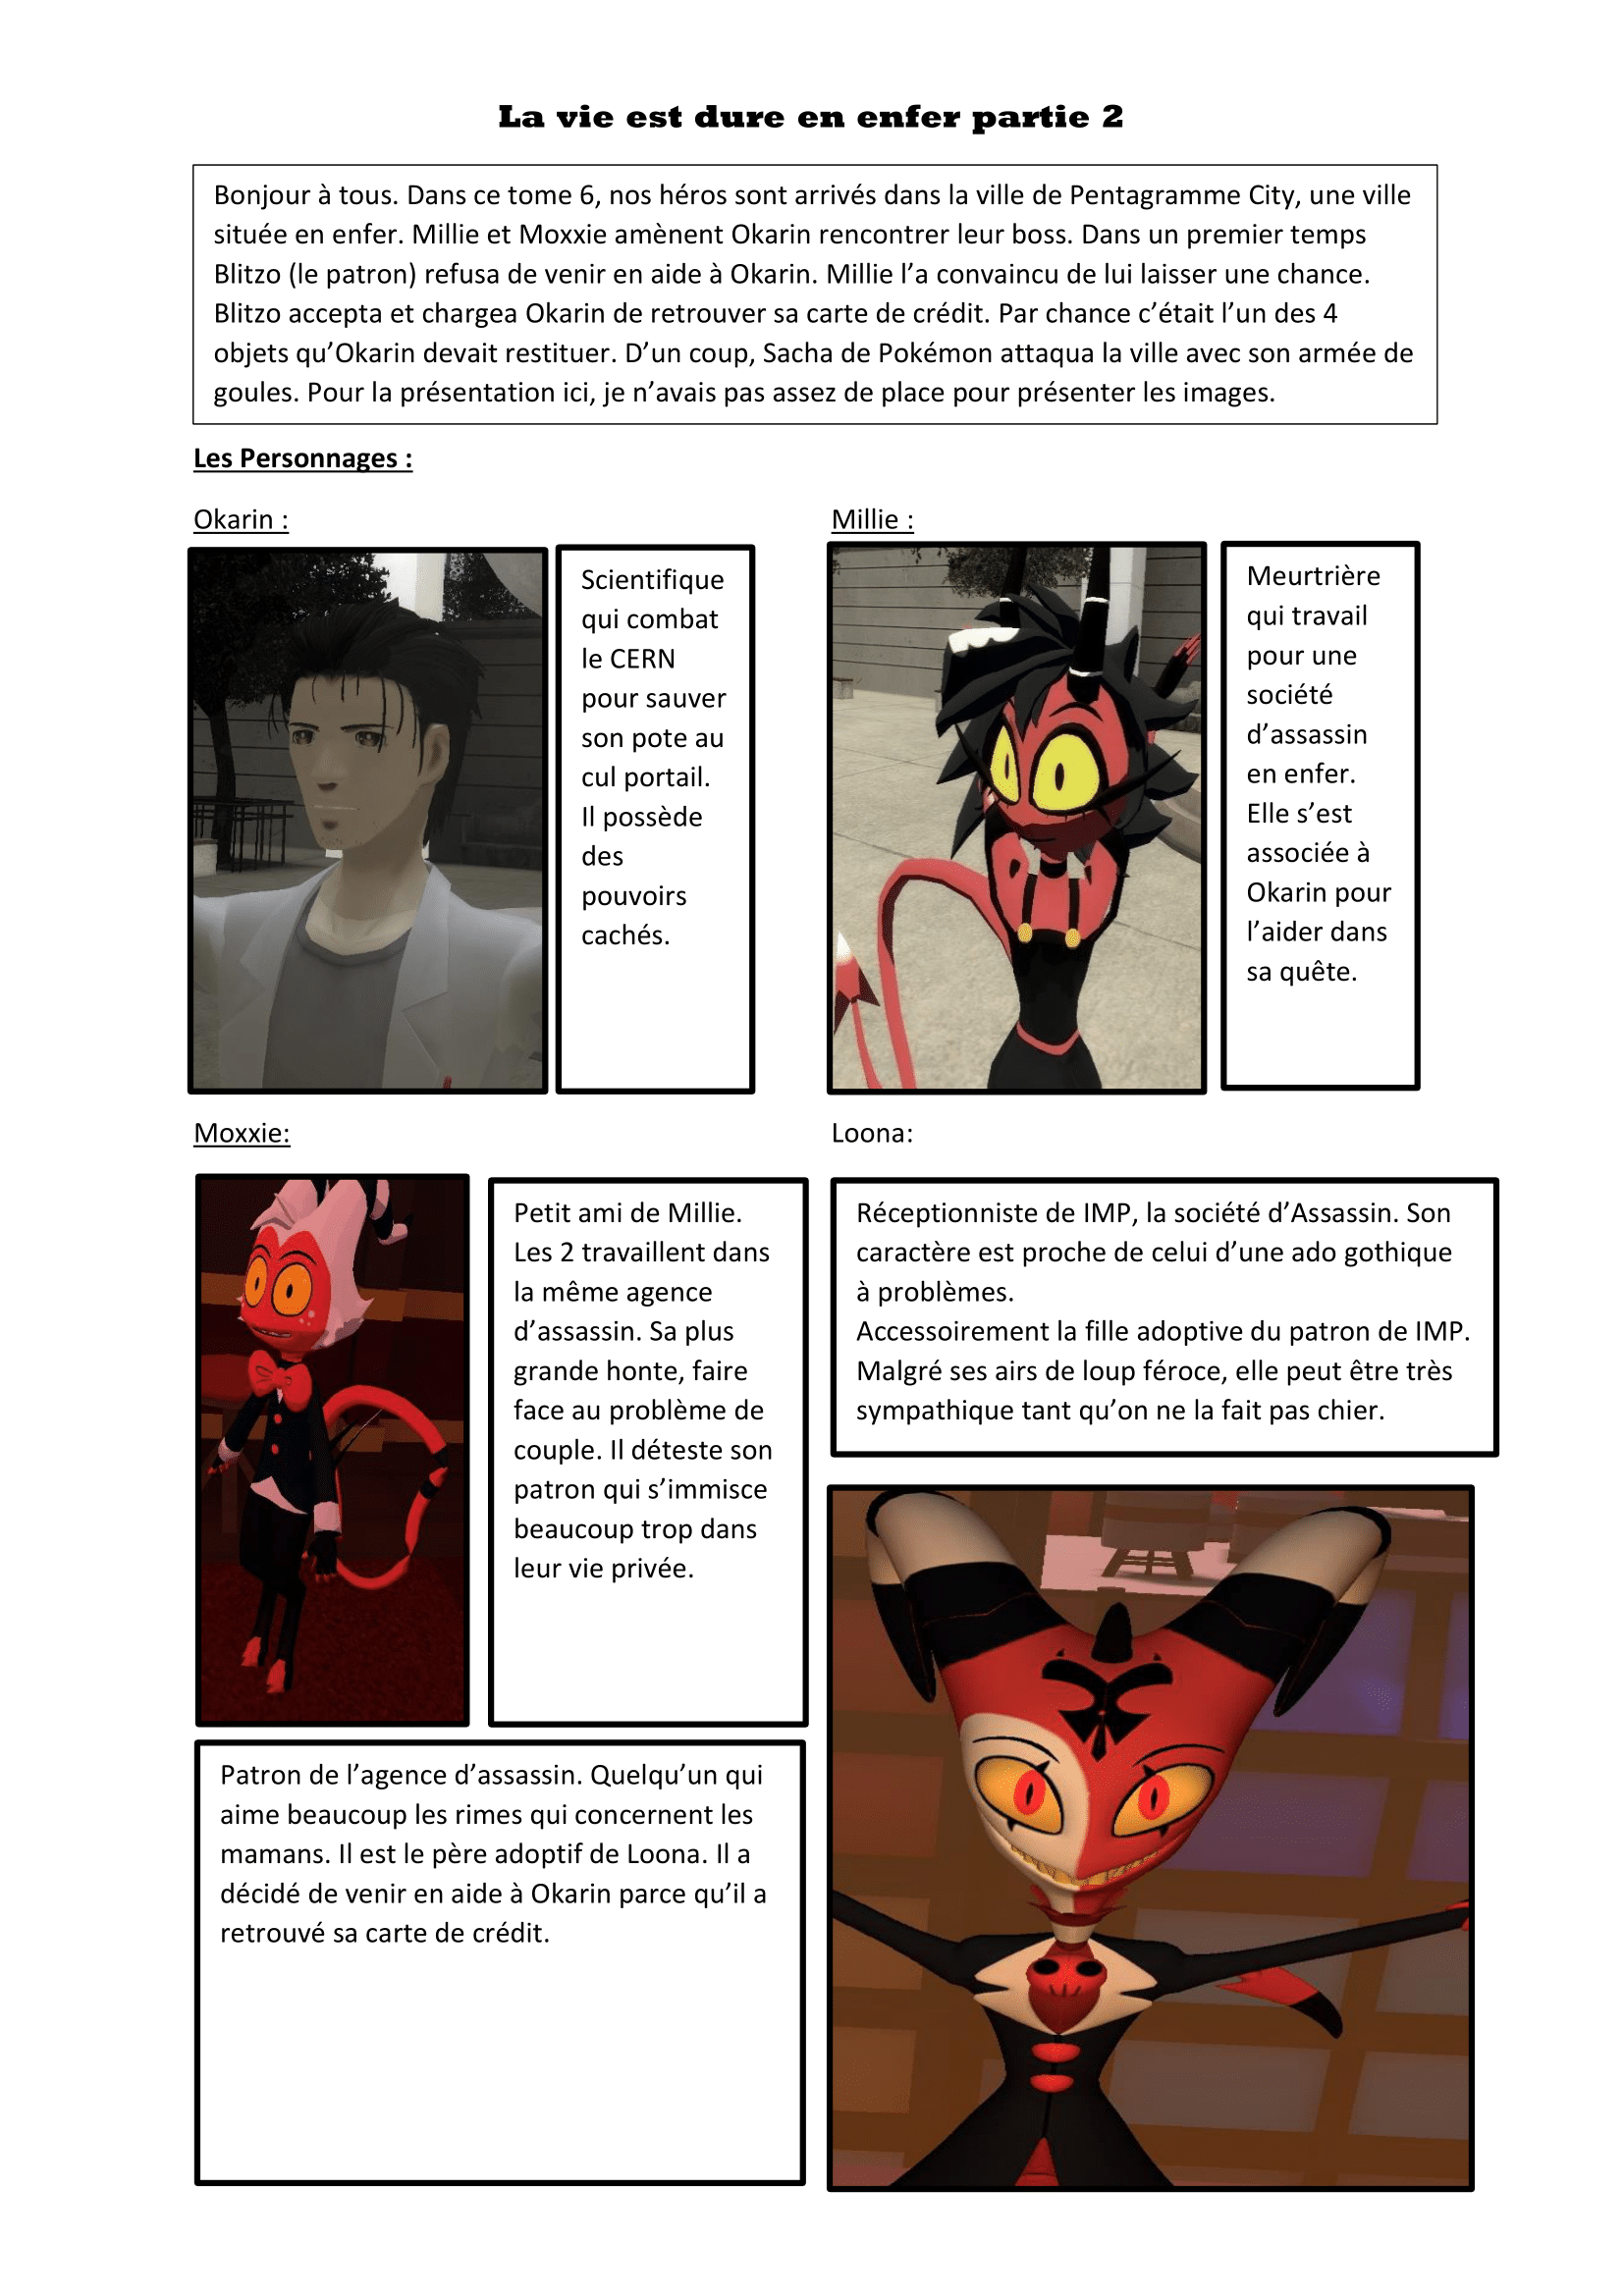 La vie est dure en enfer partie 2
Bonjour à tous. Dans ce tome 6, nos héros sont arrivés dans la ville de Pentagramme City, une ville
située en enfer. Millie et Moxxie amènent Okarin rencontrer leur boss. Dans un premier temps
Blitzo (le patron) refusa de venir en aide à Okarin. Millie l’a convaincu de lui laisser une chance.
Blitzo accepta et chargea Okarin de retrouver sa carte de crédit. Par chance c’était l’un des 4
objets qu’Okarin devait restituer. D’un coup, Sacha de Pokémon attaqua la ville avec son armée de
goules. Pour la présentation ici, je n’avais pas assez de place pour présenter les images.
Les Personnages :
Okarin :
Scientifique
qui combat
le CERN
pour sauver
son pote au
cul portail.
Il possède
des
pouvoirs
cachés.
Millie :
Meurtrière
qui travail
pour une
société
d’assassin
en enfer.
Elle s’est
associée à
Okarin pour
l’aider dans
sa quête.
Moxxie:
Petit ami de Millie.
Les 2 travaillent dans
la même agence
d’assassin. Sa plus
grande honte, faire
face au problème de
couple. Il déteste son
patron qui s’immisce
beaucoup trop dans
leur vie privée.
Loona:
Réceptionniste de IMP, la société d’Assassin. Son
caractère est proche de celui d’une ado gothique
à problèmes.
Accessoirement la fille adoptive du patron de IMP.
Malgré ses airs de loup féroce, elle peut être très
sympathique tant qu’on ne la fait pas chier.
Patron de l’agence d’assassin. Quelqu’un qui
aime beaucoup les rimes qui concernent les
mamans. Il est le père adoptif de Loona. Il a
décidé de venir en aide à Okarin parce qu’il a
retrouvé sa carte de crédit.